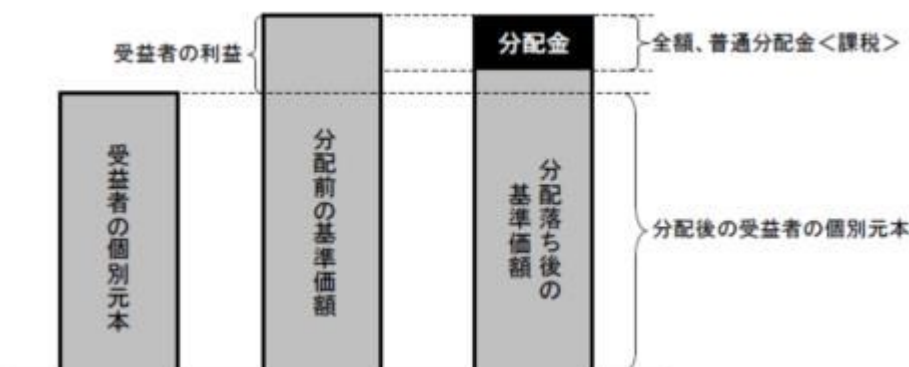 受益者の利益
分配金
全額、普通分配金＜課税＞
受益者の個別元本
分配前の基準価額
分配落ち後の
基準価額
分配後の受益者の個別元本